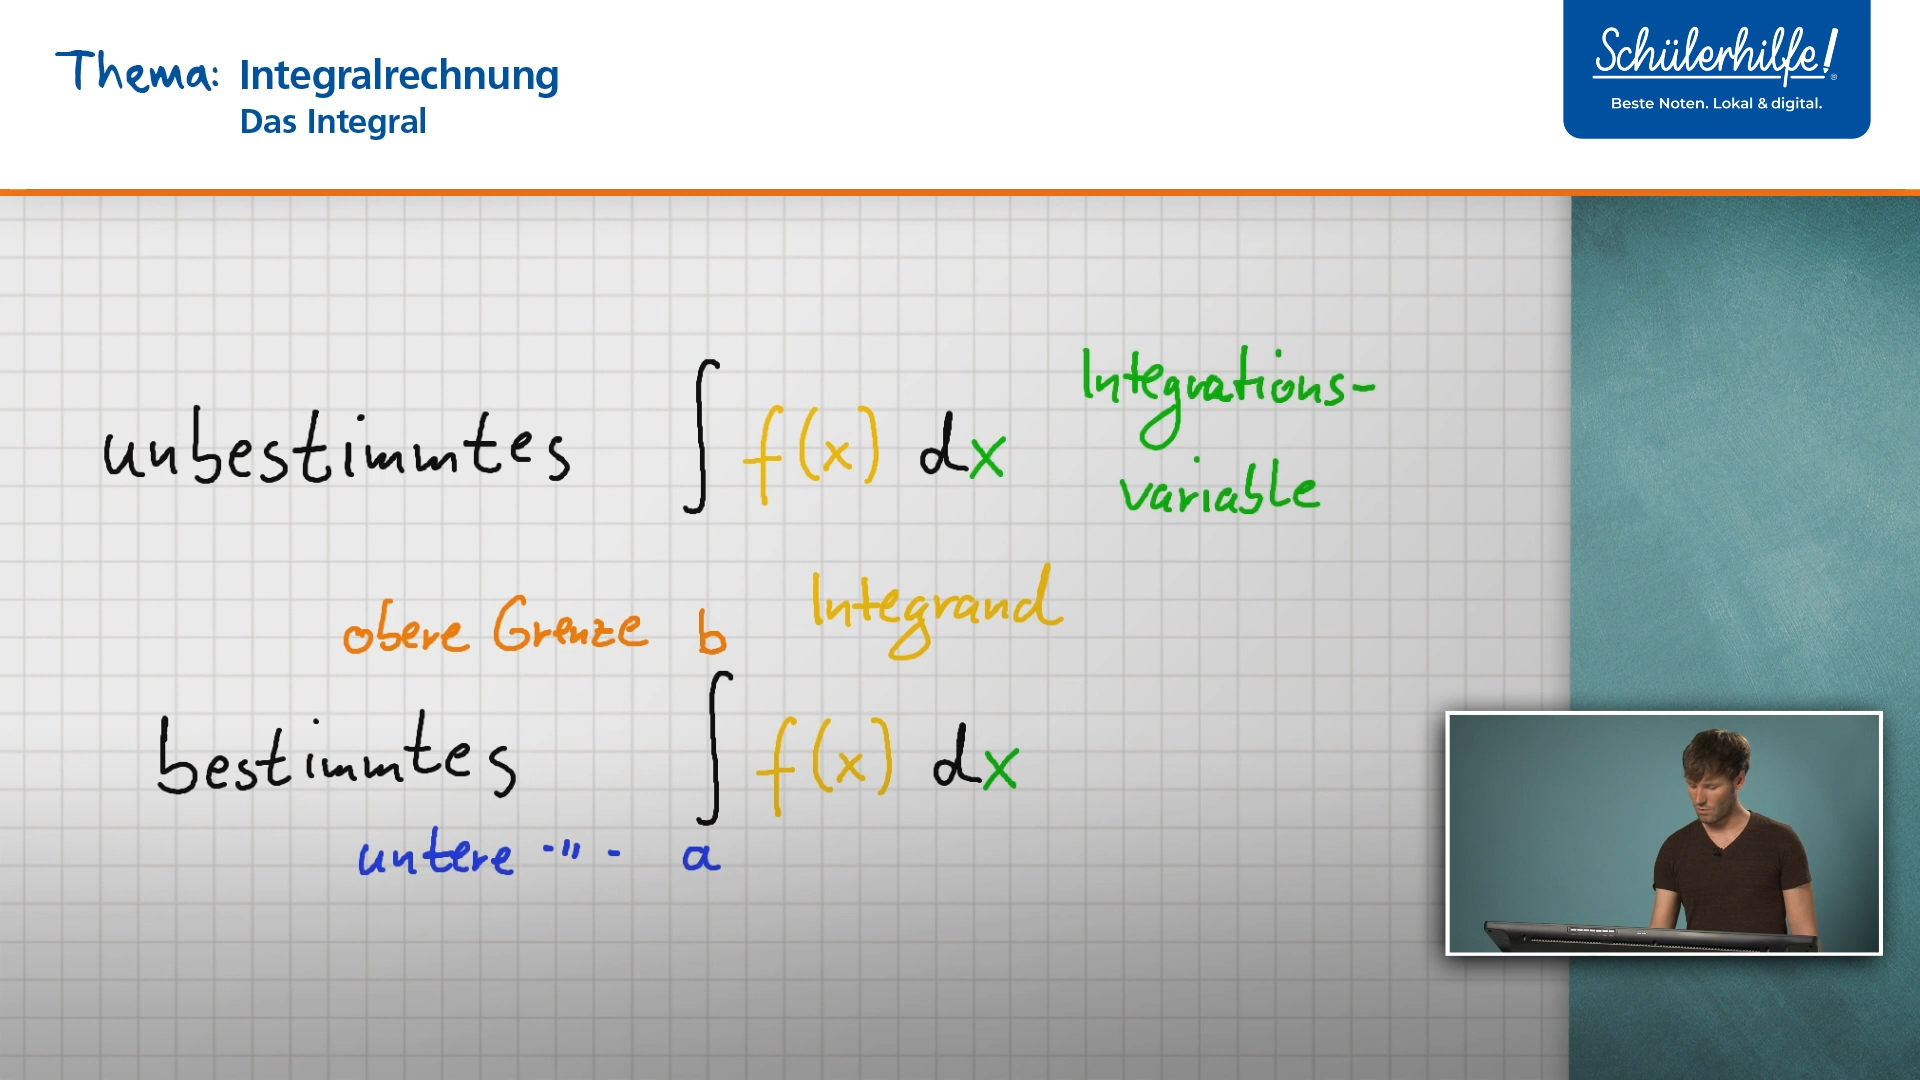 Thema: Integralrechnung
Das Integral
Schülerhilfe!®
Beste Noten. Lokal & digital.
unbestimmtes ∫ f(x) dx Integrations-
variable
obere Grenze b Integrand
bestimmtes ∫ f(x) dx
untere -"- a